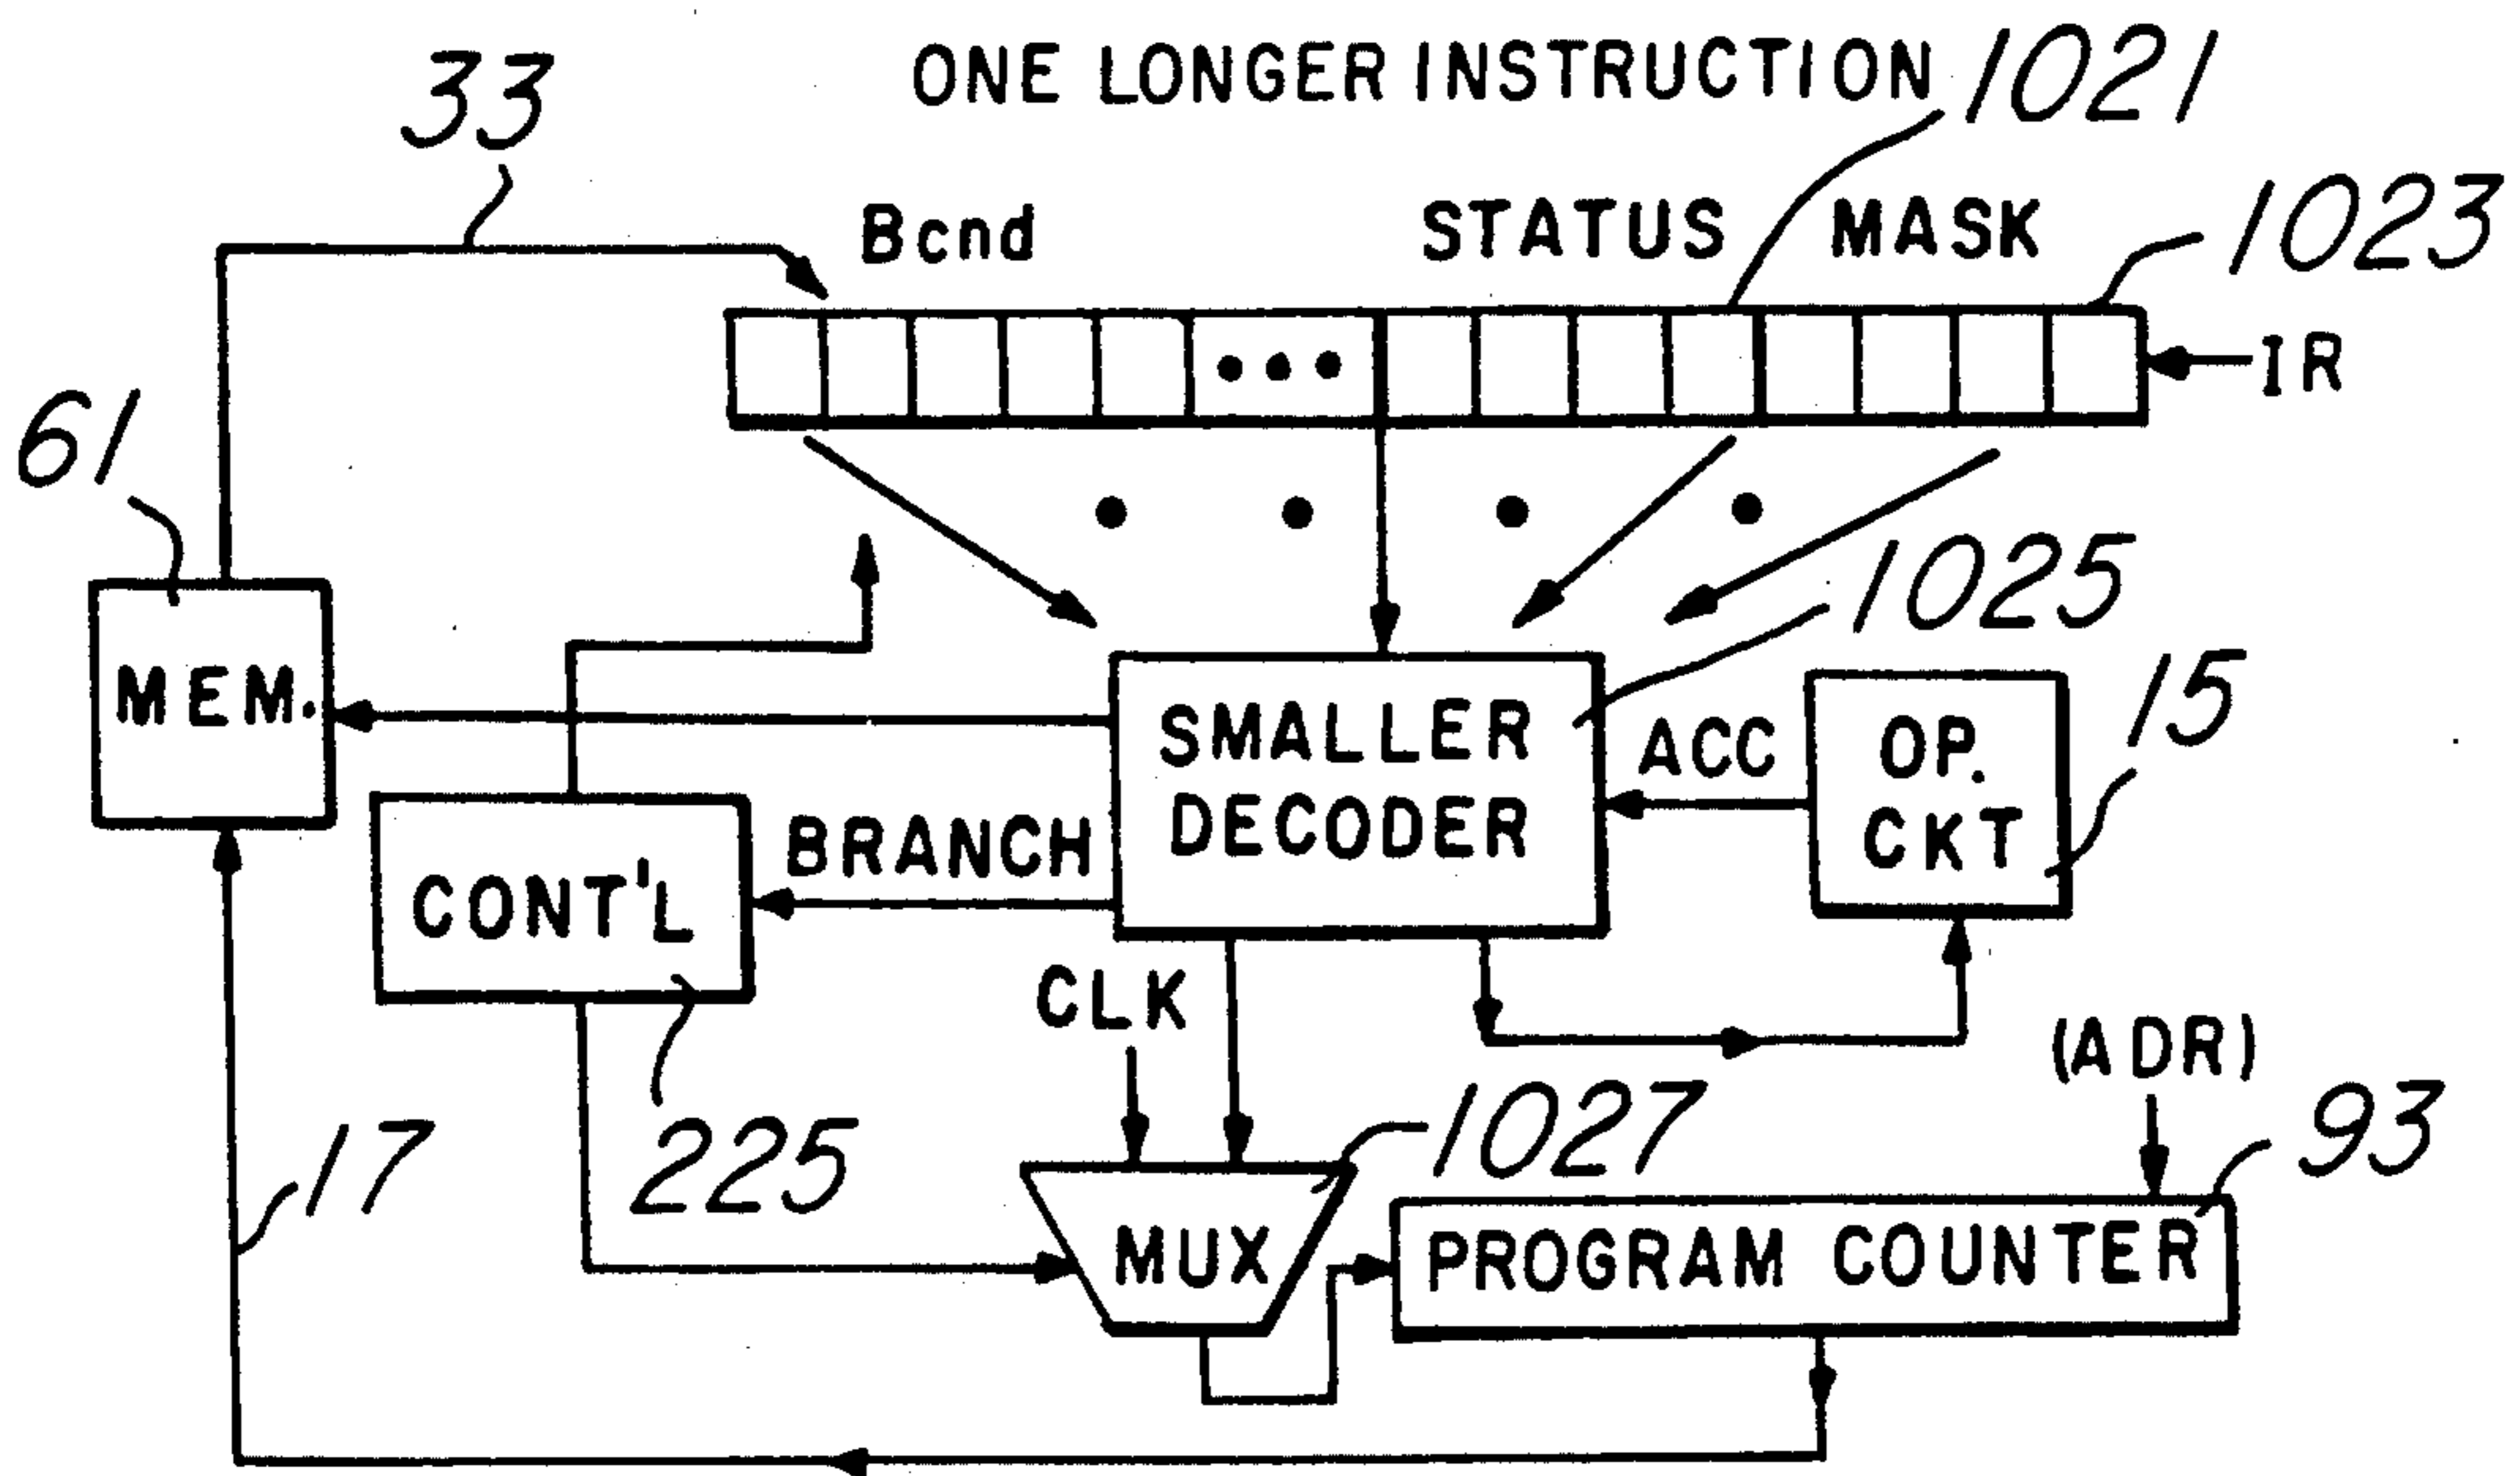 33
ONE LONGER INSTRUCTION
1021
Bcnd
STATUS MASK
1023
IR
61
1025
MEM.
SMALLER
DECODER
ACC
OP.
CKT
15
CONT'L
BRANCH
CLK
(ADR)
17
225
1027
93
MUX
PROGRAM COUNTER